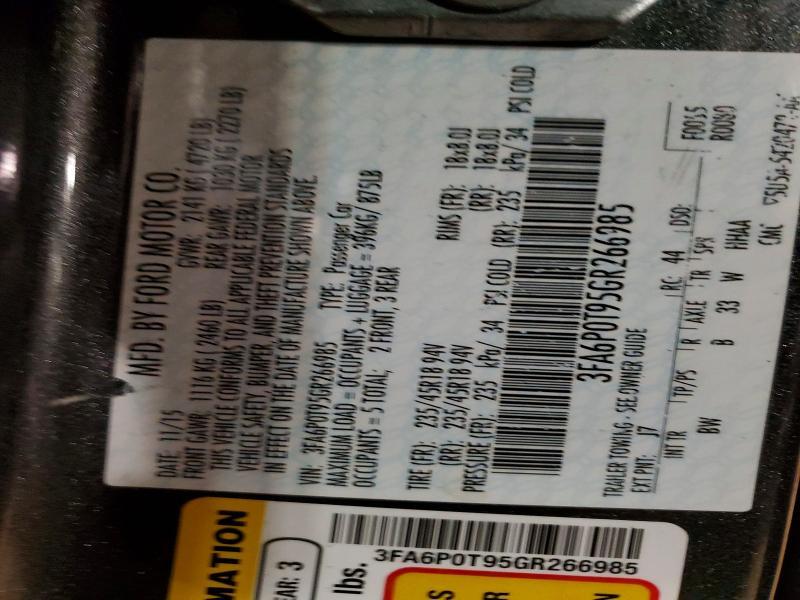 MFD. BY FORD MOTOR CO.
DATE: 11/15 GVWR: 2141 KG (4720 LB)
FRONT GAWR: 1116 KG (2460 LB) REAR GAWR: 1030 KG (2270 LB)
THIS VEHICLE CONFORMS TO ALL APPLICABLE FEDERAL MOTOR
VEHICLE SAFETY, BUMPER, AND THEFT PREVENTION STANDARDS
IN EFFECT ON THE DATE OF MANUFACTURE SHOWN ABOVE.
VIN: 3FA6P0T95GR266985 TYPE: Passenger Car
MAXIMUM LOAD = OCCUPANTS + LUGGAGE = 396KG/ 875LB
OCCUPANTS = 5 TOTAL; 2 FRONT, 3 REAR
TIRE (FR): 235/45R18 94V RIMS (FR): 18x8.0J
(RR): 235/45R18 94V (RR): 18x8.0J
PRESSURE (FR): 235 kPa/ 34 PSI COLD (RR): 235 kPa/ 34 PSI COLD
3FA6P0T95GR266985
TRAILER TOWING - SEE OWNER GUIDE
EXT PNT: J7 RC: 44 DSO: F0015
INT TR TP/PS R AXLE TR SPR R0080
BW B 33 W HHAA
CMC
MATION
EAR: 3
lbs.
3FA6P0T95GR266985
S
R